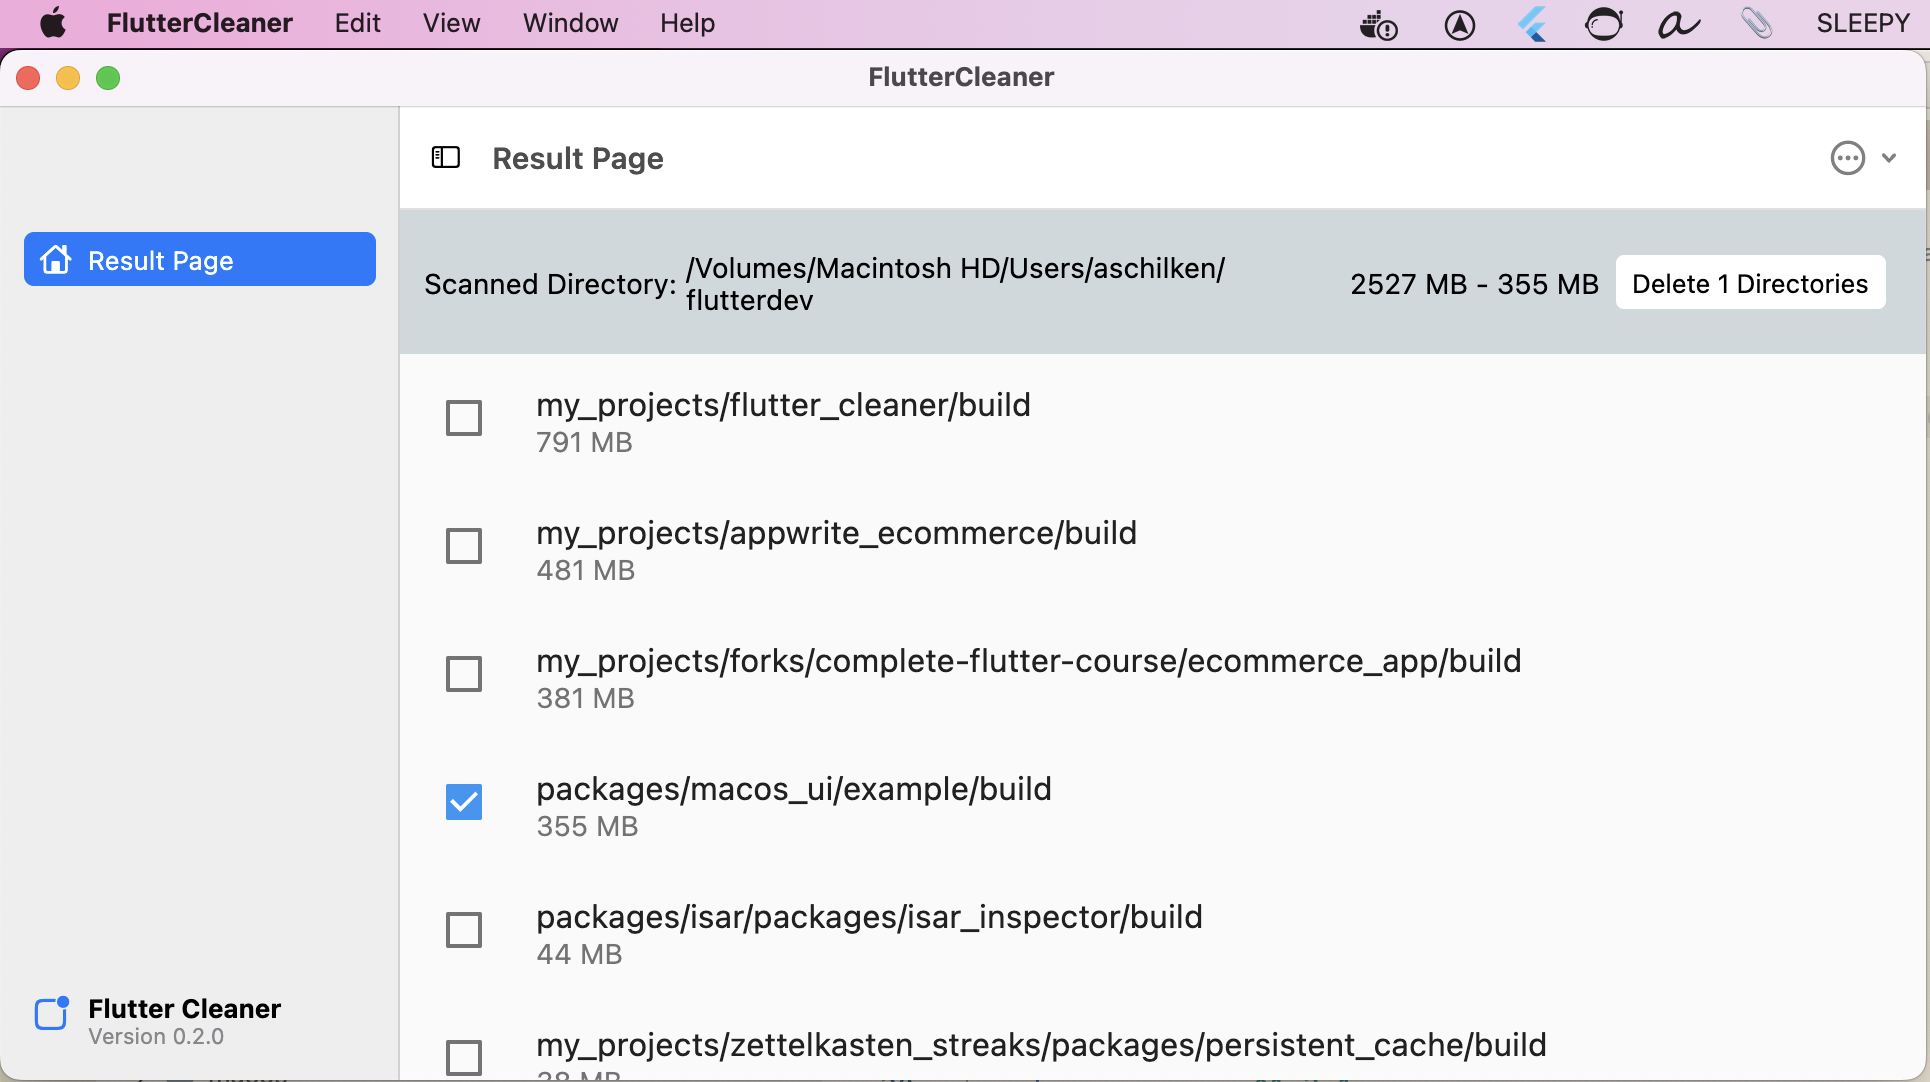 FlutterCleaner Edit View Window Help SLEEPY
FlutterCleaner
Result Page
Result Page
Scanned Directory: /Volumes/Macintosh HD/Users/aschilken/
flutterdev
2527 MB - 355 MB Delete 1 Directories
my_projects/flutter_cleaner/build
791 MB
my_projects/appwrite_ecommerce/build
481 MB
my_projects/forks/complete-flutter-course/ecommerce_app/build
381 MB
packages/macos_ui/example/build
355 MB
packages/isar/packages/isar_inspector/build
44 MB
my_projects/zettelkasten_streaks/packages/persistent_cache/build
38 MB
Flutter Cleaner
Version 0.2.0